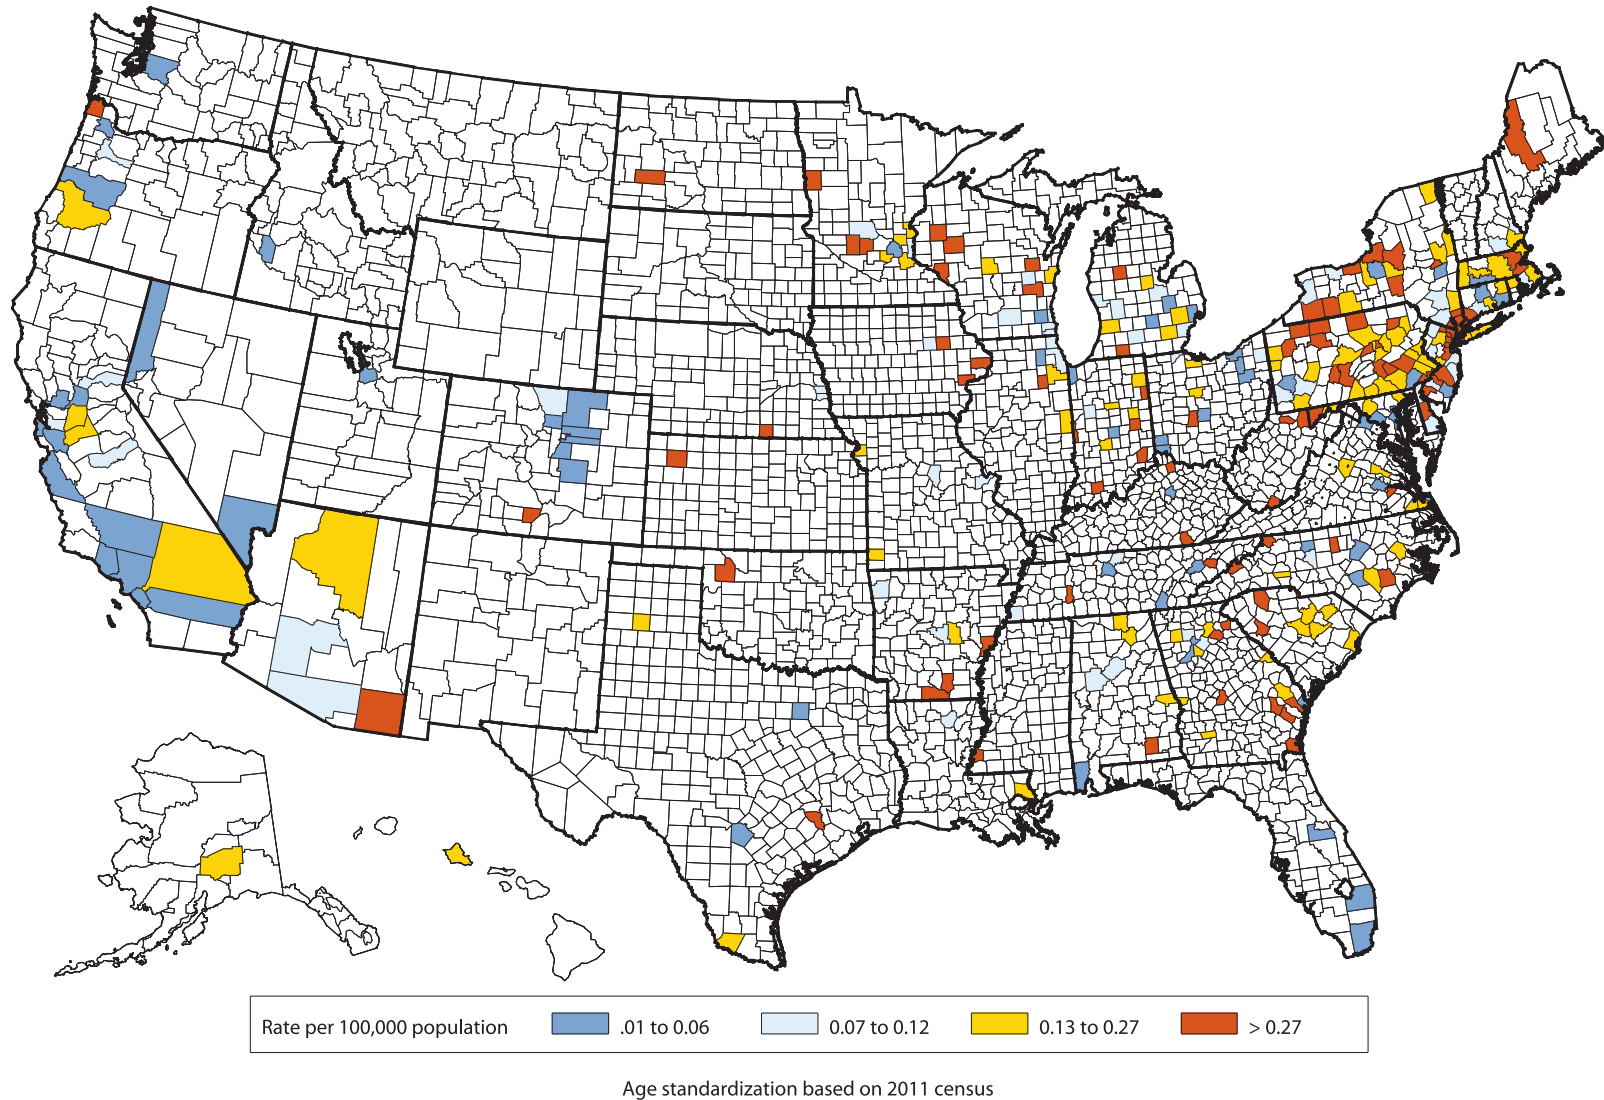 Rate per 100,000 population .01 to 0.06 0.07 to 0.12 0.13 to 0.27 > 0.27
Age standardization based on 2011 census